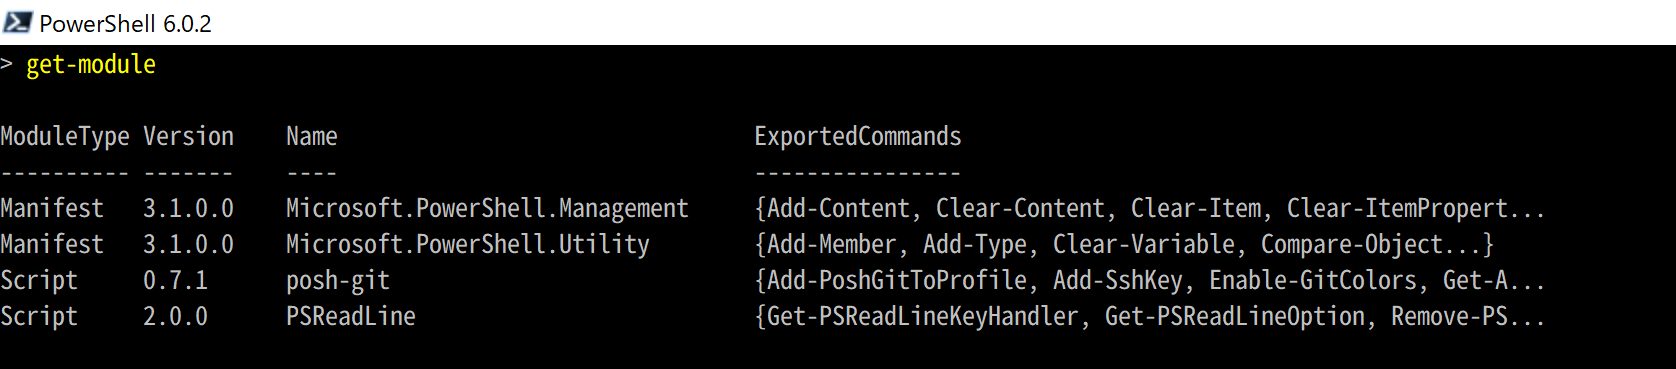 PowerShell 6.0.2
> get-module
ModuleType Version    Name                                ExportedCommands
---------- -------    ----                                ----------------
Manifest   3.1.0.0    Microsoft.PowerShell.Management     {Add-Content, Clear-Content, Clear-Item, Clear-ItemPropert...
Manifest   3.1.0.0    Microsoft.PowerShell.Utility        {Add-Member, Add-Type, Clear-Variable, Compare-Object...}
Script     0.7.1      posh-git                            {Add-PoshGitToProfile, Add-SshKey, Enable-GitColors, Get-A...
Script     2.0.0      PSReadLine                          {Get-PSReadLineKeyHandler, Get-PSReadLineOption, Remove-PS...